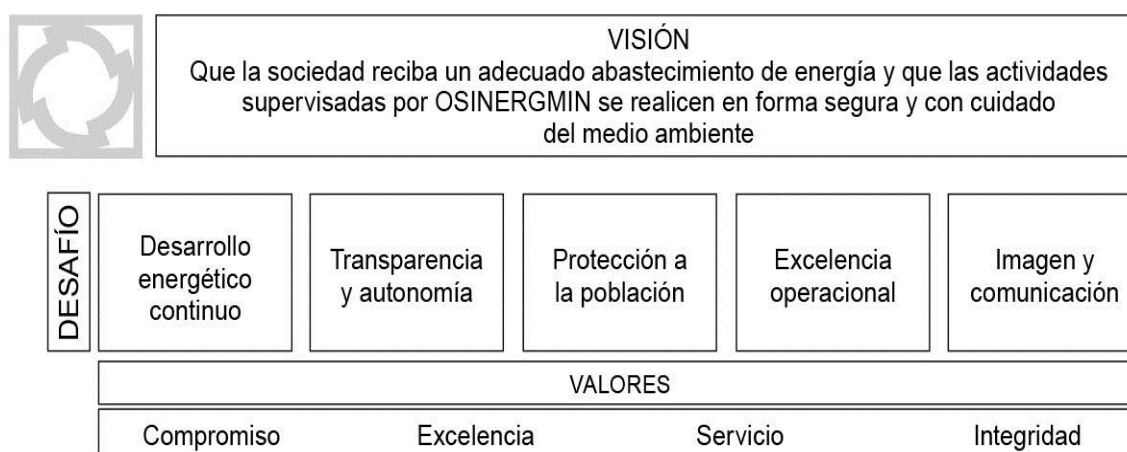 VISIÓN
Que la sociedad reciba un adecuado abastecimiento de energía y que las actividades
supervisadas por OSINERGMIN se realicen en forma segura y con cuidado
del medio ambiente
DESAFÍO
Desarrollo
energético
continuo
Transparencia
y autonomía
Protección a
la población
Excelencia
operacional
Imagen y
comunicación
VALORES
Compromiso Excelencia Servicio Integridad